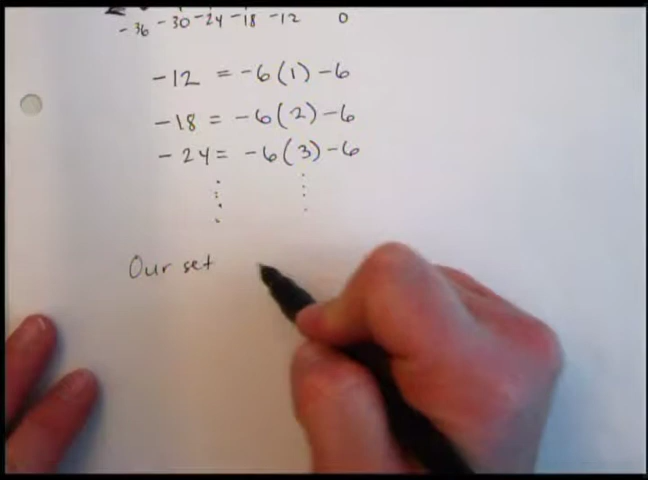 -36 -30 -24 -18 -12 0
-12 = -6(1)-6
-18 = -6(2)-6
-24= -6(3)-6
Our set